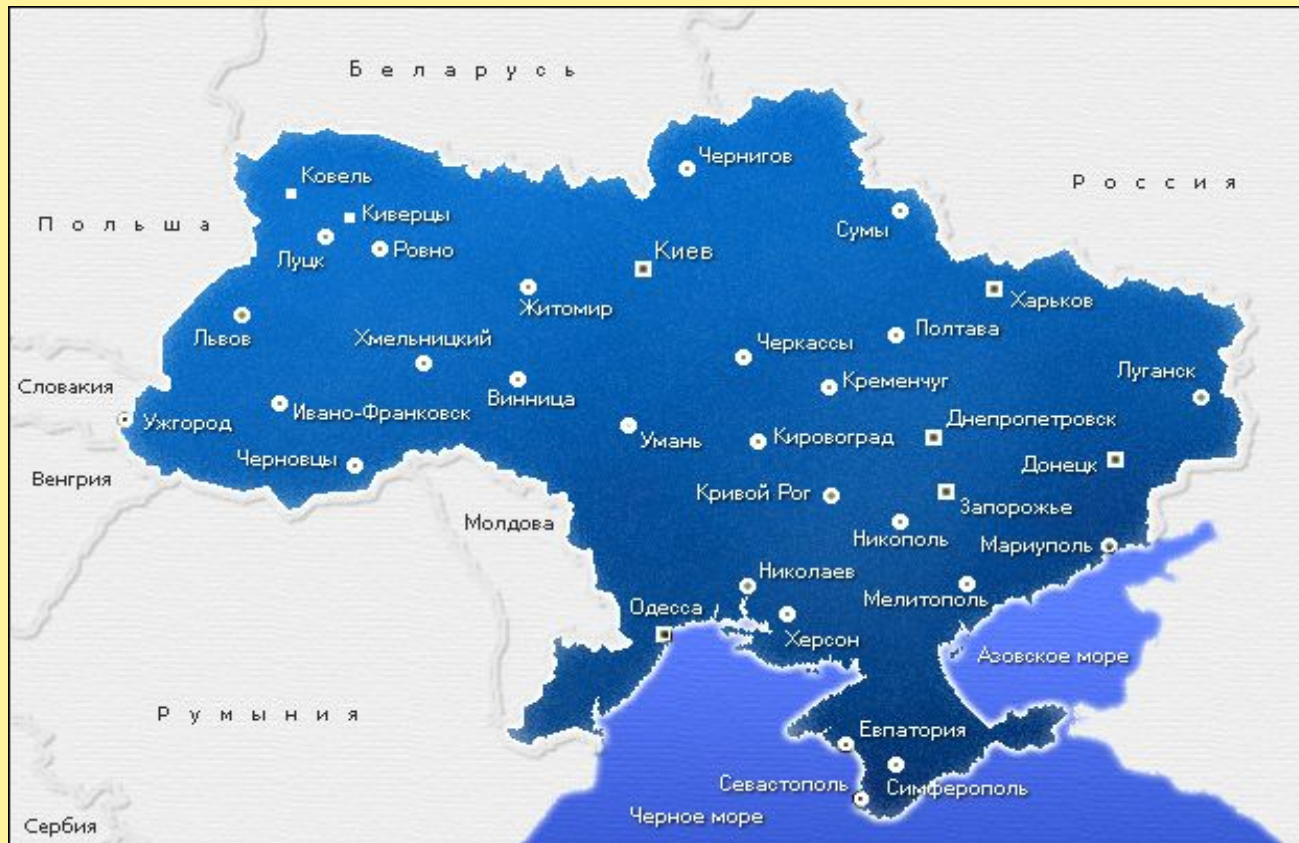 Беларусь
Чернигов
Россия
Ковель
Польша
Киверцы
Сумы
Луцк
Ровно
Киев
Житомир
Харьков
Львов
Хмельницкий
Полтава
Черкассы
Словакия
Винница
Кременчуг
Луганск
Ужгород
Ивано-Франковск
Днепропетровск
Умань
Кировоград
Черновцы
Донецк
Венгрия
Кривой Рог
Запорожье
Молдова
Никополь
Мариуполь
Николаев
Мелитополь
Одесса
Херсон
Азовское море
Румыния
Евпатория
Севастополь
Симферополь
Черное море
Сербия